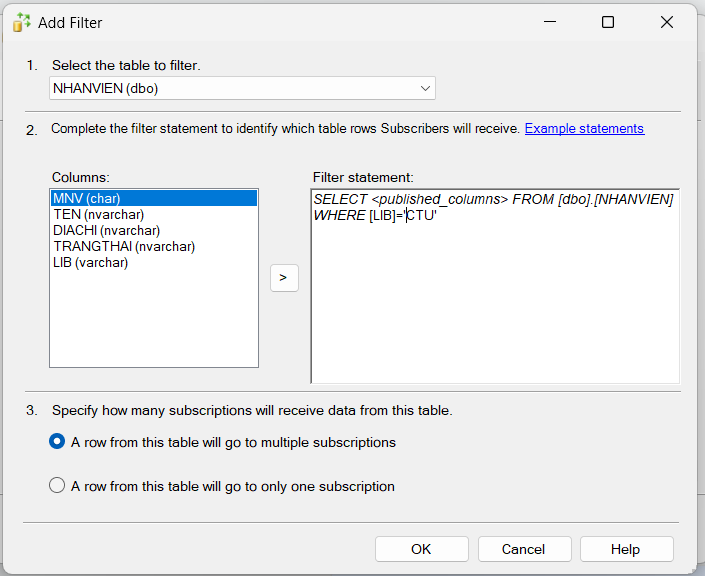 Add Filter
1. Select the table to filter.
NHANVIEN (dbo)
2. Complete the filter statement to identify which table rows Subscribers will receive. Example statements
Columns:
MNV (char)
TEN (nvarchar)
DIACHI (nvarchar)
TRANGTHAI (nvarchar)
LIB (varchar)
>
Filter statement:
SELECT <published_columns> FROM [dbo].[NHANVIEN]
WHERE [LIB]='CTU'
3. Specify how many subscriptions will receive data from this table.
A row from this table will go to multiple subscriptions
A row from this table will go to only one subscription
OK Cancel Help